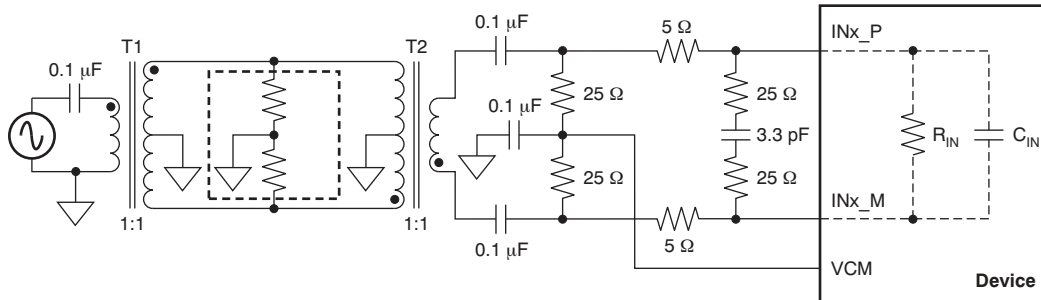 0.1 μF
T1
1:1
T2
1:1
0.1 μF
0.1 μF
0.1 μF
25 Ω
25 Ω
5 Ω
5 Ω
25 Ω
3.3 pF
25 Ω
INx_P
INx_M
VCM
R_IN
C_IN
Device